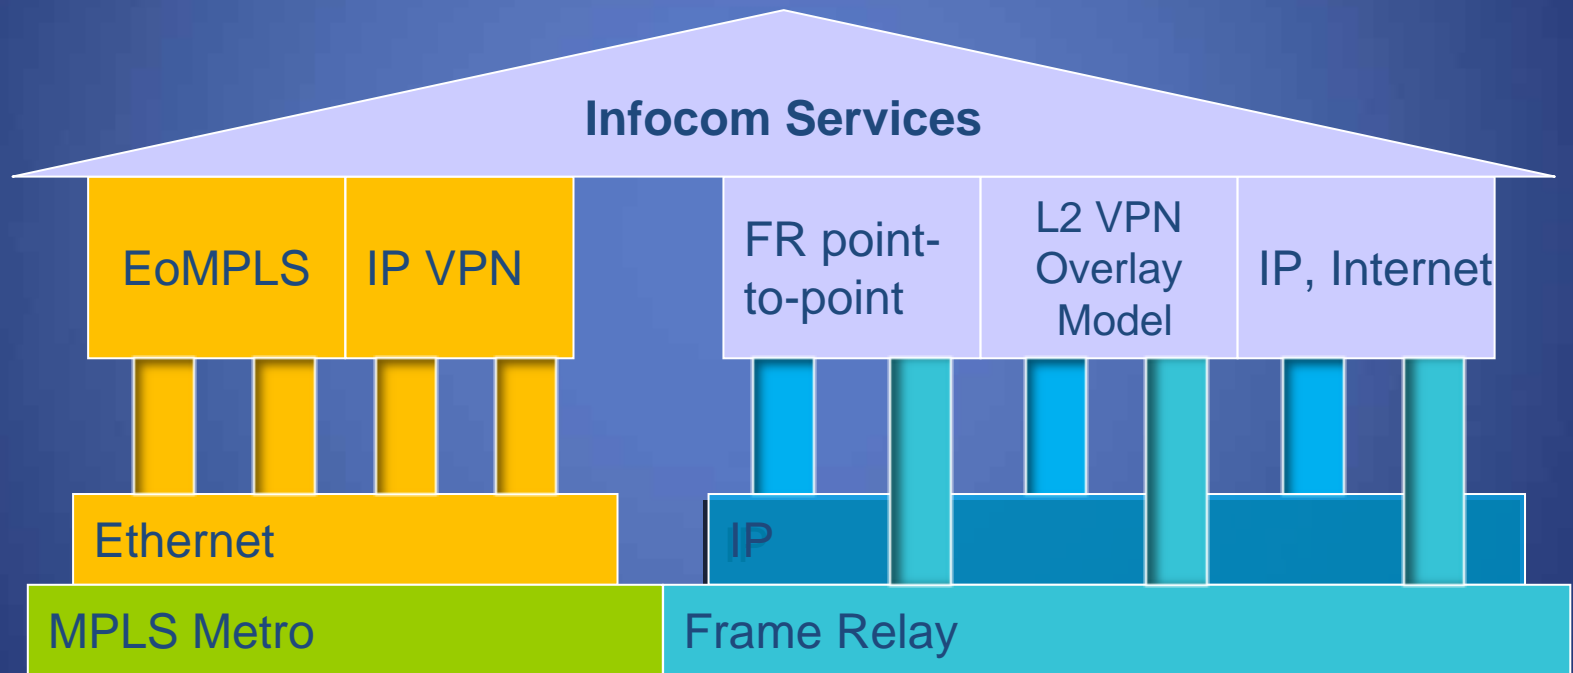 Infocom Services
EoMPLS
IP VPN
FR point-
to-point
L2 VPN
Overlay
Model
IP, Internet
Ethernet
IP
MPLS Metro
Frame Relay